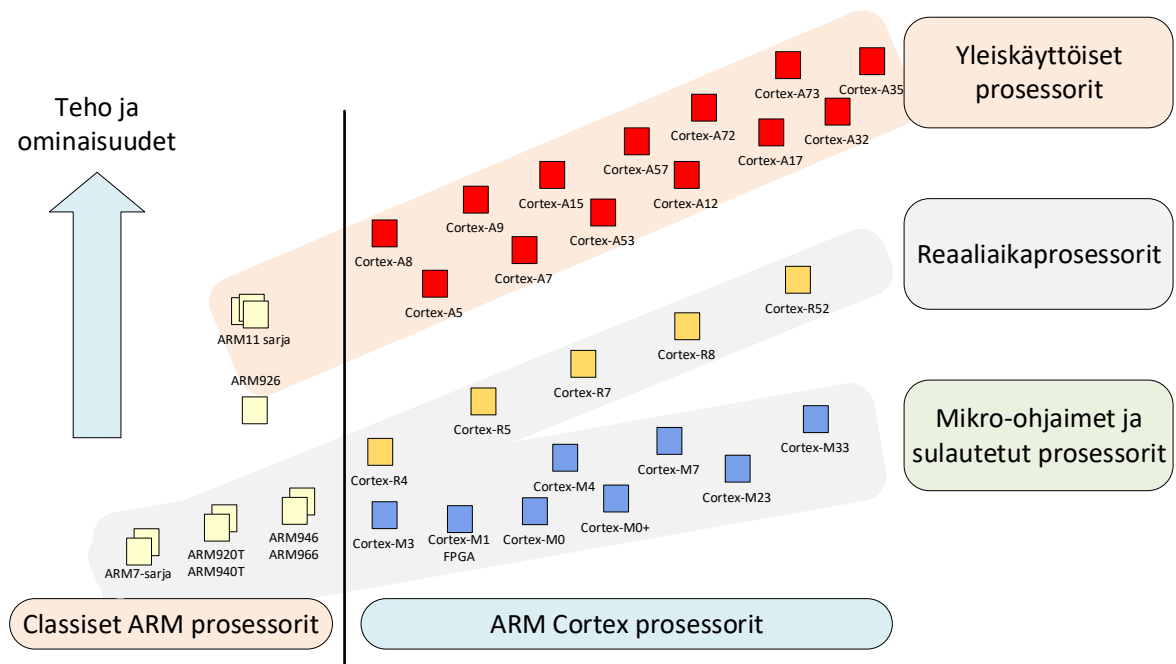 Yleiskäyttöiset
prosessorit
Teho ja
ominaisuudet
Cortex-A73
Cortex-A35
Cortex-A72
Cortex-A32
Cortex-A17
Cortex-A57
Cortex-A15
Cortex-A12
Cortex-A9
Cortex-A53
Cortex-A8
Cortex-A7
Cortex-A5
Reaaliaikaprosessorit
Cortex-R52
ARM11 sarja
Cortex-R8
ARM926
Cortex-R7
Cortex-R5
Mikro-ohjaimet ja
sulautetut prosessorit
Cortex-M33
Cortex-R4
Cortex-M4
Cortex-M7
Cortex-M23
Cortex-M3
Cortex-M1
FPGA
Cortex-M0
Cortex-M0+
ARM946
ARM966
ARM920T
ARM940T
ARM7-sarja
Classiset ARM prosessorit
ARM Cortex prosessorit